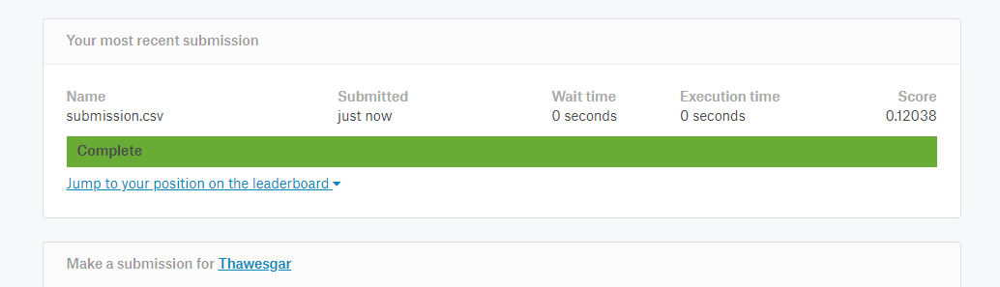 Your most recent submission
Name Submitted Wait time Execution time Score
submission.csv just now 0 seconds 0 seconds 0.12038
Complete
Jump to your position on the leaderboard
Make a submission for Thawesgar